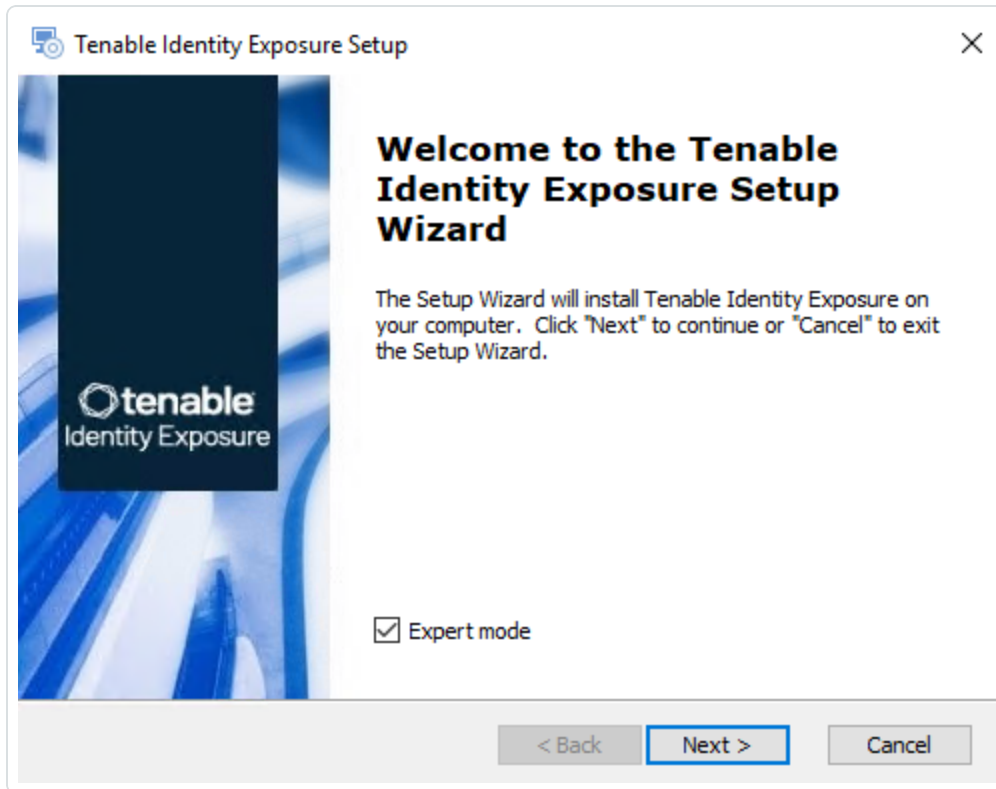 Tenable Identity Exposure Setup
Welcome to the Tenable
Identity Exposure Setup
Wizard
The Setup Wizard will install Tenable Identity Exposure on
your computer.  Click "Next" to continue or "Cancel" to exit
the Setup Wizard.
tenable
Identity Exposure
Expert mode
< Back
Next >
Cancel